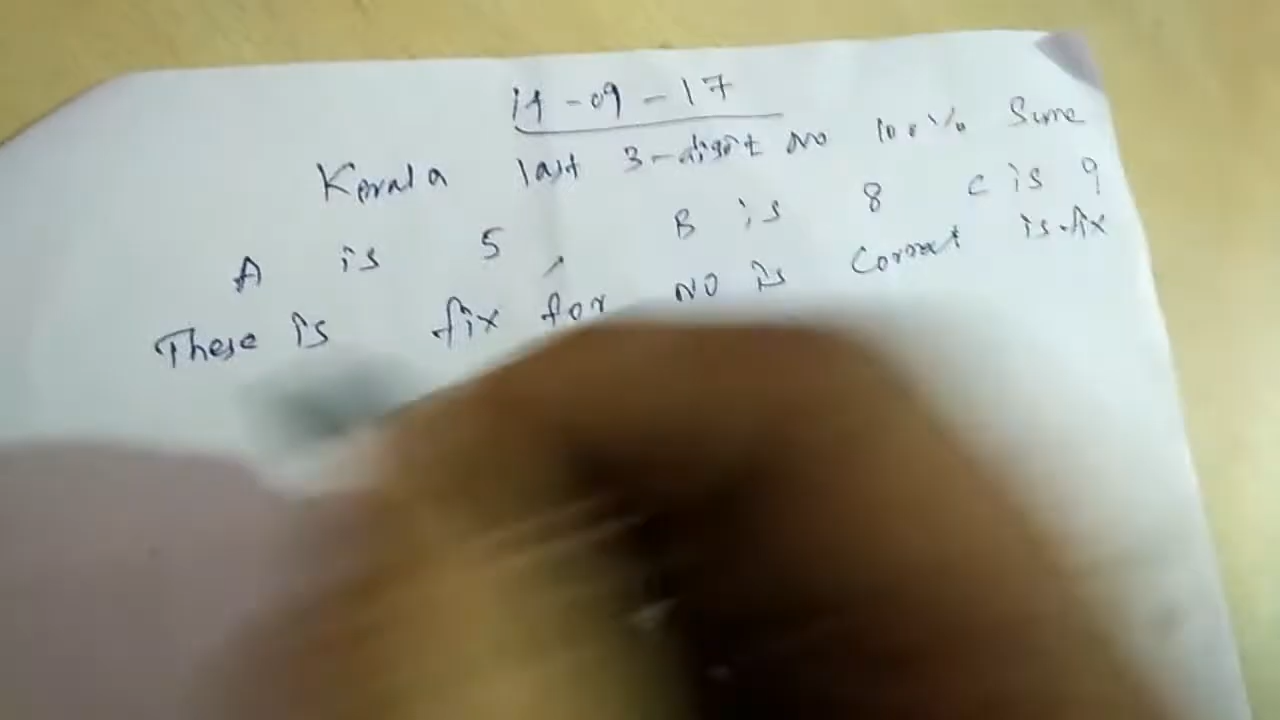 14-09-17
Kerala last 3-digit No 100% Sure
A is 5, B is 8 C is 9
These is fix for NO is Correct is fix